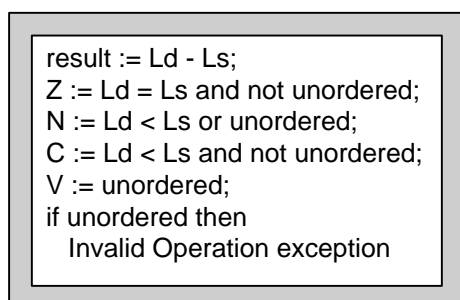 result := Ld - Ls;
Z := Ld = Ls and not unordered;
N := Ld < Ls or unordered;
C := Ld < Ls and not unordered;
V := unordered;
if unordered then
Invalid Operation exception